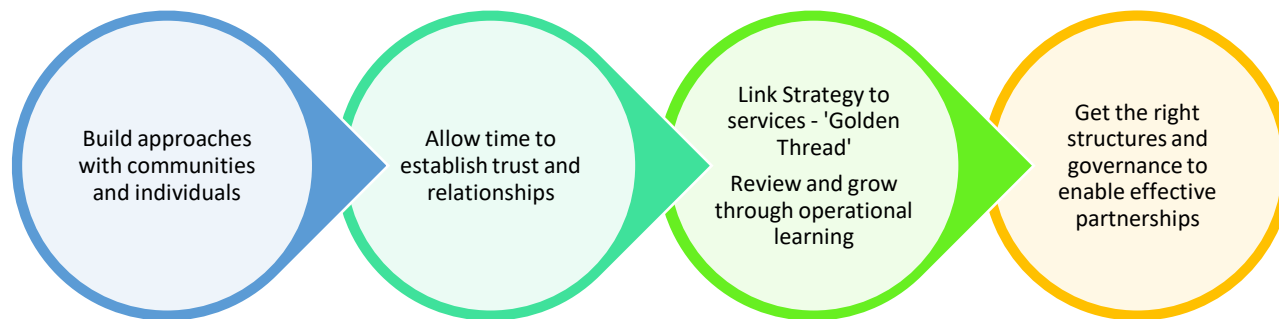 Build approaches
with communities
and individuals
Allow time to
establish trust and
relationships
Link Strategy to
services - 'Golden
Thread'
Review and grow
through operational
learning
Get the right
structures and
governance to
enable effective
partnerships